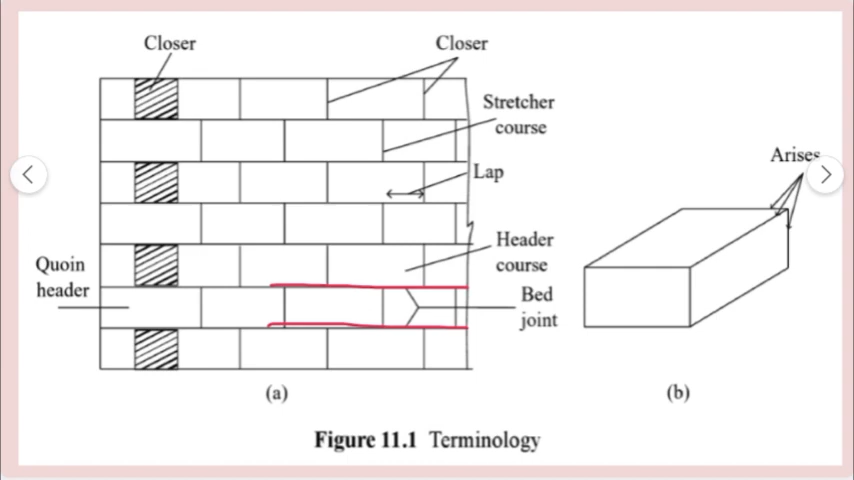 Closer
Closer
Stretcher
course
Lap
Arises
Header
course
Quoin
header
Bed
joint
(a)
(b)
Figure 11.1 Terminology